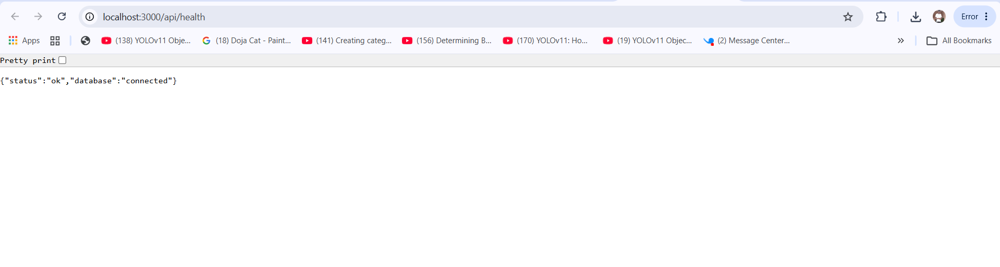 localhost:3000/api/health
Error
Apps
(138) YOLOv11 Obje...
(18) Doja Cat - Paint...
(141) Creating categ...
(156) Determining B...
(170) YOLOv11: Ho...
(19) YOLOv11 Objec...
(2) Message Center...
All Bookmarks
Pretty print
{"status":"ok","database":"connected"}